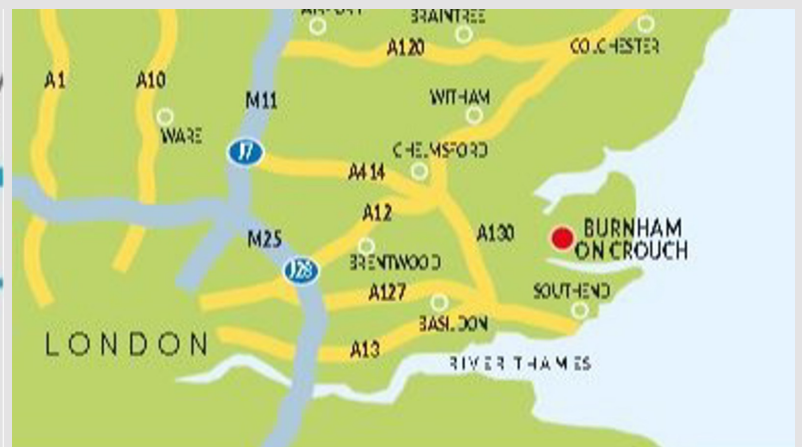 AIRPORT
BRAINTREE
COLCHESTER
A120
A1
A10
M11
WITHAM
WARE
J7
CHELMSFORD
A414
A12
A130
BURNHAM
ON CROUCH
M25
BRENTWOOD
J28
A127
SOUTHEND
BASILDON
LONDON
A13
RIVER THAMES